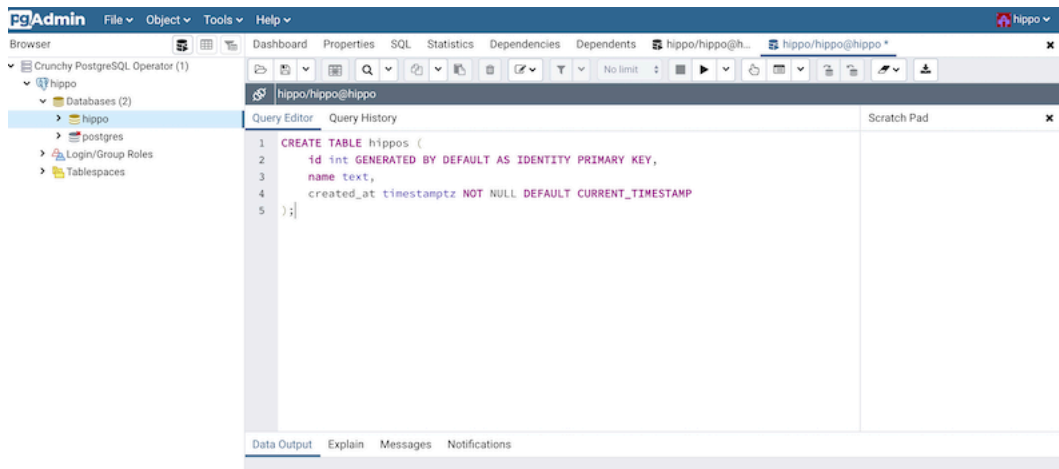 pgAdmin File Object Tools Help hippo
Browser Dashboard Properties SQL Statistics Dependencies Dependents hippo/hippo@h... hippo/hippo@hippo *
Crunchy PostgreSQL Operator (1)
No limit
hippo
hippo/hippo@hippo
Databases (2)
hippo
Query Editor Query History Scratch Pad
postgres
Login/Group Roles
Tablespaces
1 CREATE TABLE hippos (
2 id int GENERATED BY DEFAULT AS IDENTITY PRIMARY KEY,
3 name text,
4 created_at timestamptz NOT NULL DEFAULT CURRENT_TIMESTAMP
5 );
Data Output Explain Messages Notifications